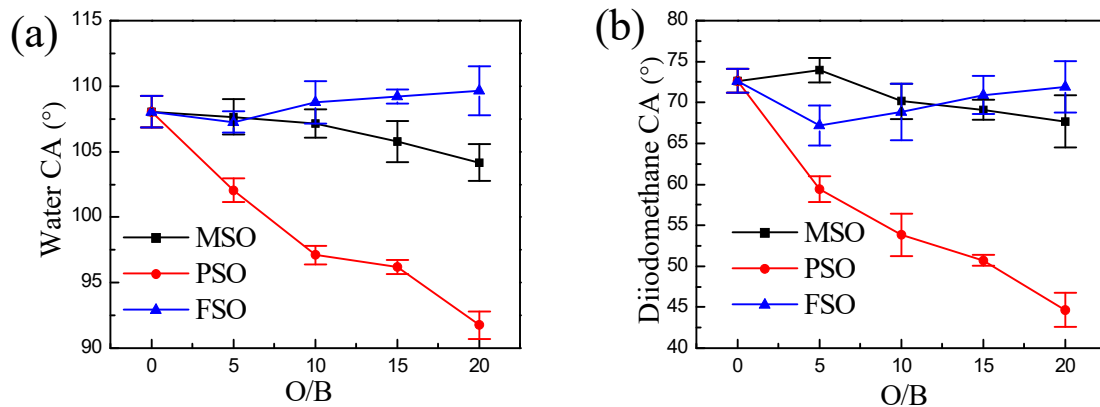 (a)
Water CA (°)
115
110
105
100
95
90
MSO
PSO
FSO
0 5 10 15 20
O/B
(b)
Diiodomethane CA (°)
80
75
70
65
60
55
50
45
40
MSO
PSO
FSO
0 5 10 15 20
O/B